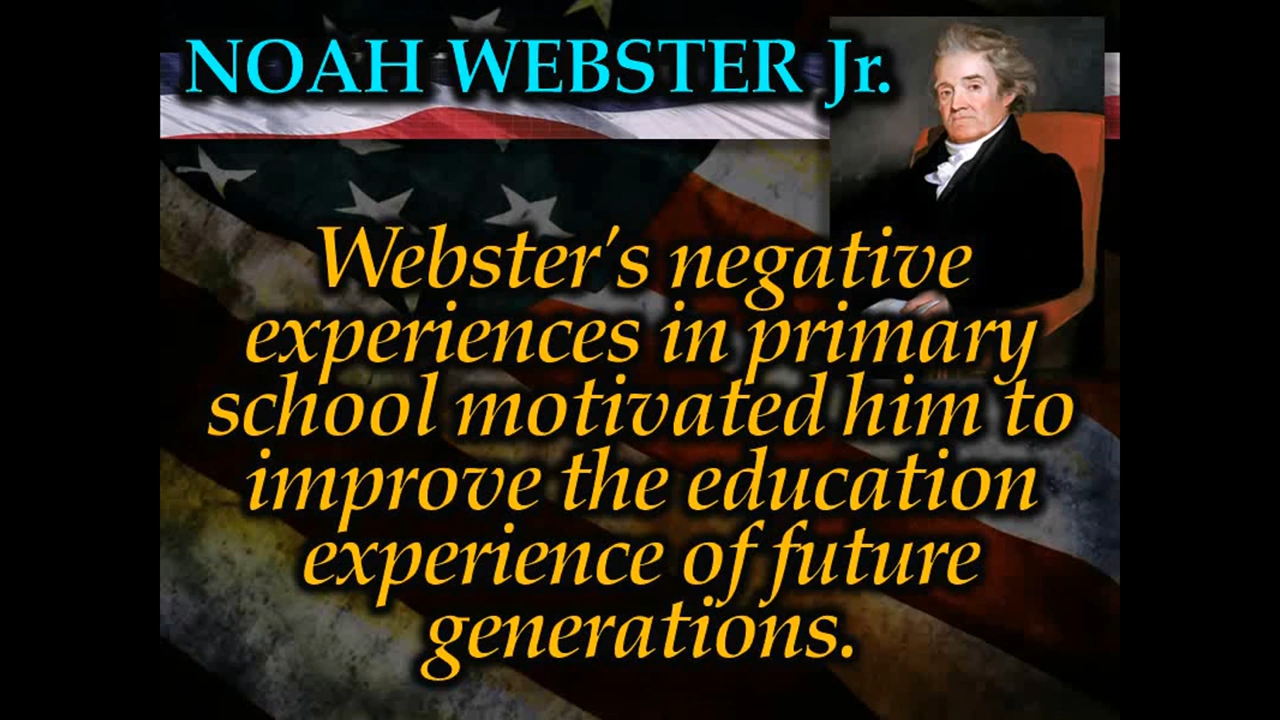 NOAH WEBSTER Jr.
Webster's negative
experiences in primary
school motivated him to
improve the education
experience of future
generations.